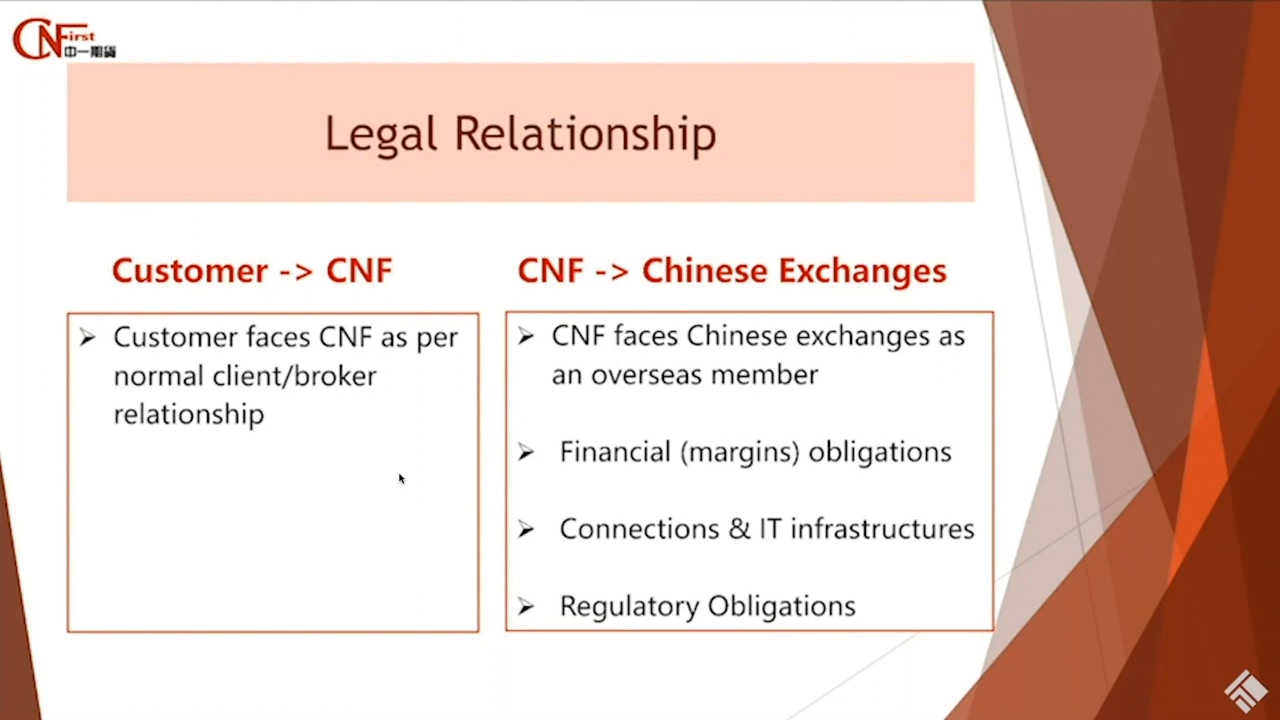 CNFirst
中一期貨
Legal Relationship
Customer -> CNF
Customer faces CNF as per
normal client/broker
relationship
CNF -> Chinese Exchanges
CNF faces Chinese exchanges as
an overseas member
Financial (margins) obligations
Connections & IT infrastructures
Regulatory Obligations